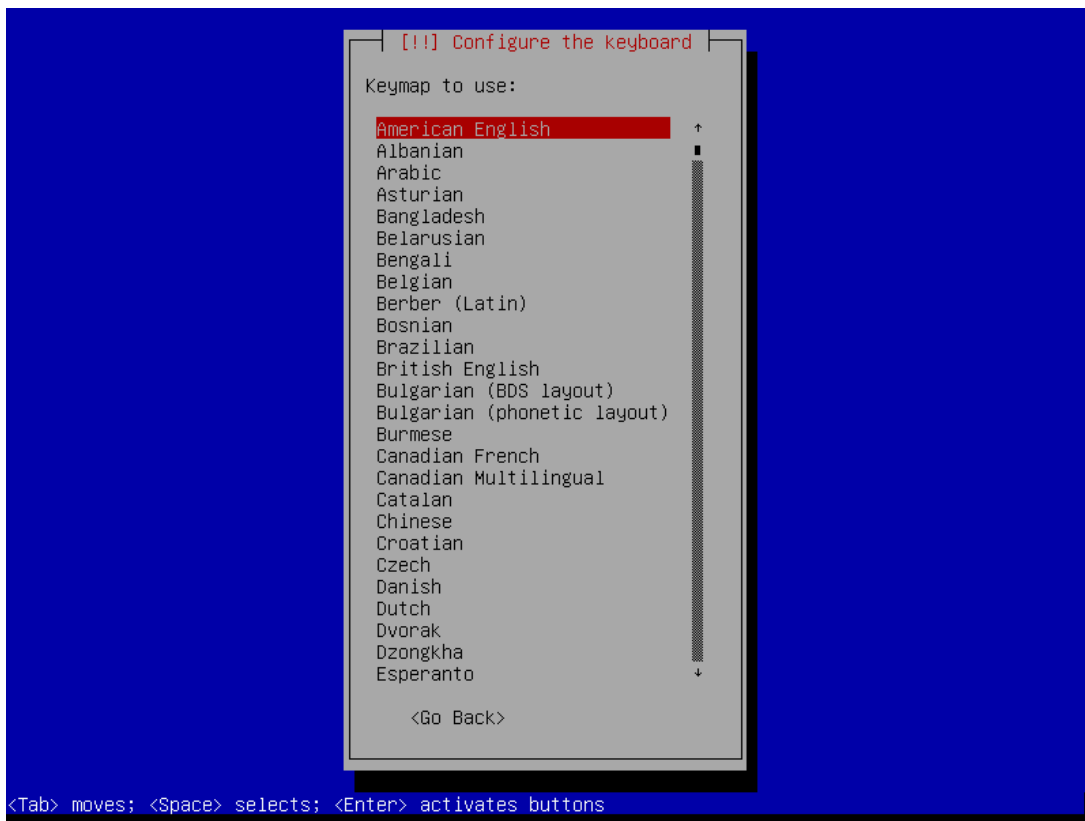 [!!] Configure the keyboard
Keymap to use:
American English
Albanian
Arabic
Asturian
Bangladesh
Belarusian
Bengali
Belgian
Berber (Latin)
Bosnian
Brazilian
British English
Bulgarian (BDS layout)
Bulgarian (phonetic layout)
Burmese
Canadian French
Canadian Multilingual
Catalan
Chinese
Croatian
Czech
Danish
Dutch
Dvorak
Dzongkha
Esperanto
<Go Back>
<Tab> moves; <Space> selects; <Enter> activates buttons